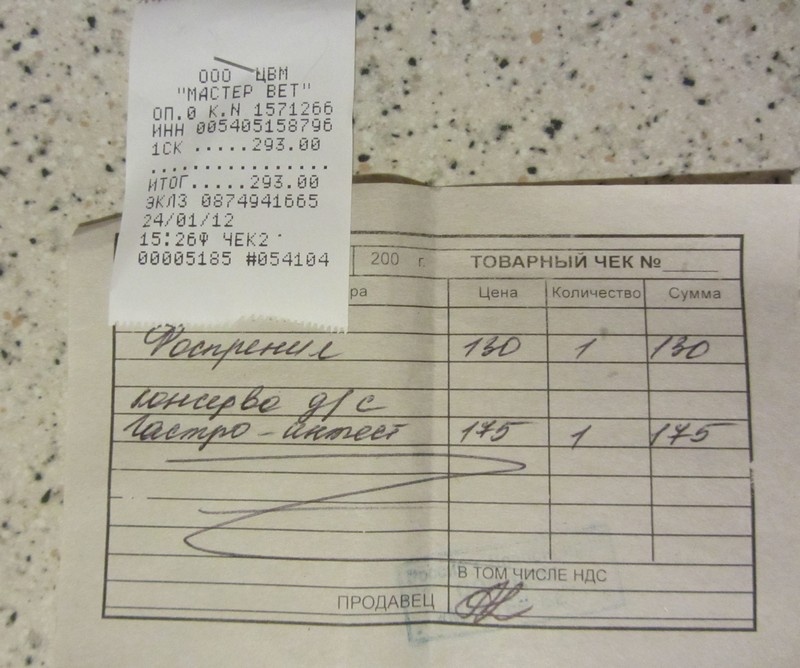 ООО ЦВМ
"МАСТЕР ВЕТ"
ОП.0 К.N 1571266
ИНН 005405158796
1СК .....293.00
................
ИТОГ.....293.00
ЭКЛЗ 0874941665
24/01/12
15:26Ф ЧЕК2
00005185 #054104
200 г. ТОВАРНЫЙ ЧЕК №
ра Цена Количество Сумма
Фоспренил 130 1 130
консерва д/с
Гастро-интест 175 1 175
В ТОМ ЧИСЛЕ НДС
ПРОДАВЕЦ